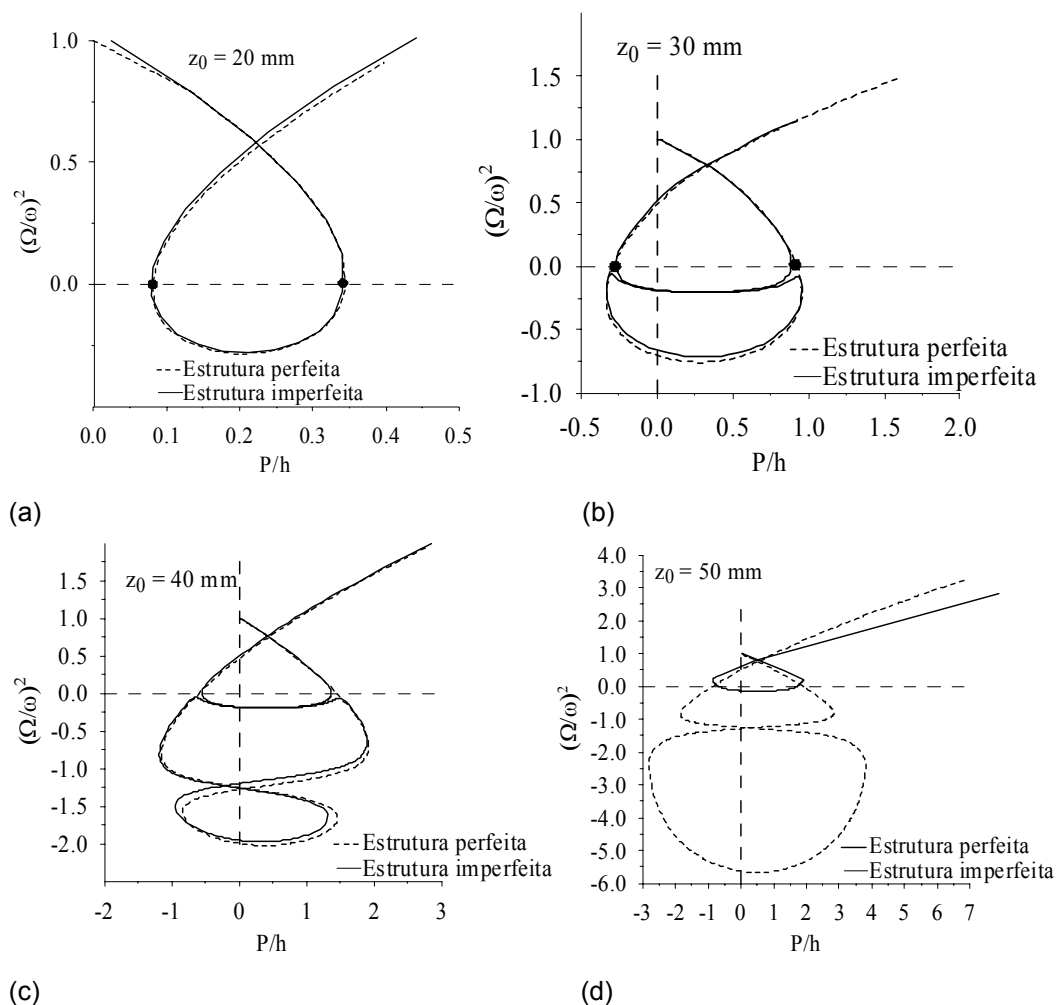 z0 = 20 mm
1.0
0.5
0.0
(Ω/ω)²
Estrutura perfeita
Estrutura imperfeita
0.0 0.1 0.2 0.3 0.4 0.5
P/h
(a)
z0 = 30 mm
1.5
1.0
0.5
0.0
-0.5
-1.0
(Ω/ω)²
Estrutura perfeita
Estrutura imperfeita
-0.5 0.0 0.5 1.0 1.5 2.0
P/h
(b)
z0 = 40 mm
1.5
1.0
0.5
0.0
-0.5
-1.0
-1.5
-2.0
(Ω/ω)²
Estrutura perfeita
Estrutura imperfeita
-2 -1 0 1 2 3
P/h
(c)
z0 = 50 mm
4.0
3.0
2.0
1.0
0.0
-1.0
-2.0
-3.0
-4.0
-5.0
-6.0
(Ω/ω)²
Estrutura perfeita
Estrutura imperfeita
-3 -2 -1 0 1 2 3 4 5 6 7
P/h
(d)